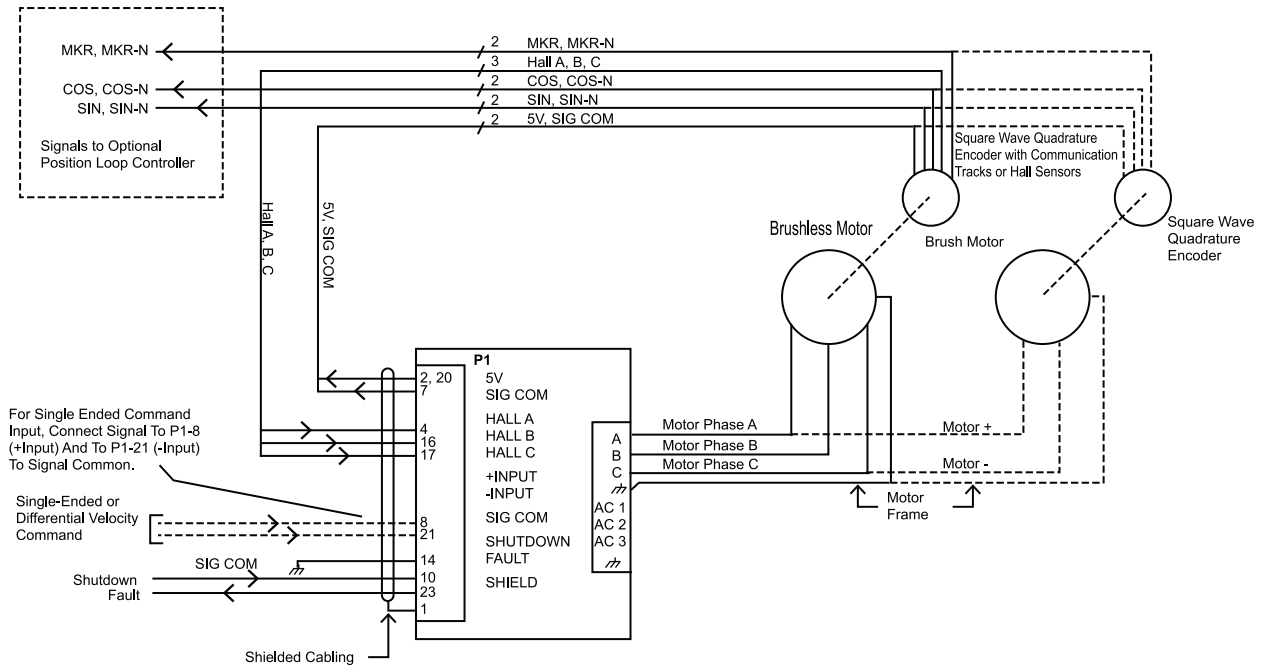 MKR, MKR-N
COS, COS-N
SIN, SIN-N
Signals to Optional
Position Loop Controller
2 MKR, MKR-N
3 Hall A, B, C
2 COS, COS-N
2 SIN, SIN-N
2 5V, SIG COM
Square Wave Quadrature
Encoder with Communication
Tracks or Hall Sensors
Square Wave
Quadrature
Encoder
Brushless Motor
Brush Motor
Hall A, B, C
5V, SIG COM
P1
2, 20
7
4
16
17
8
21
14
10
23
1
5V
SIG COM
HALL A
HALL B
HALL C
+INPUT
-INPUT
SIG COM
SHUTDOWN
FAULT
SHIELD
A
B
C
AC 1
AC 2
AC 3
Motor Phase A
Motor Phase B
Motor Phase C
Motor +
Motor -
Motor
Frame
For Single Ended Command
Input, Connect Signal To P1-8
(+Input) And To P1-21 (-Input)
To Signal Common.
Single-Ended or
Differential Velocity
Command
SIG COM
Shutdown
Fault
Shielded Cabling